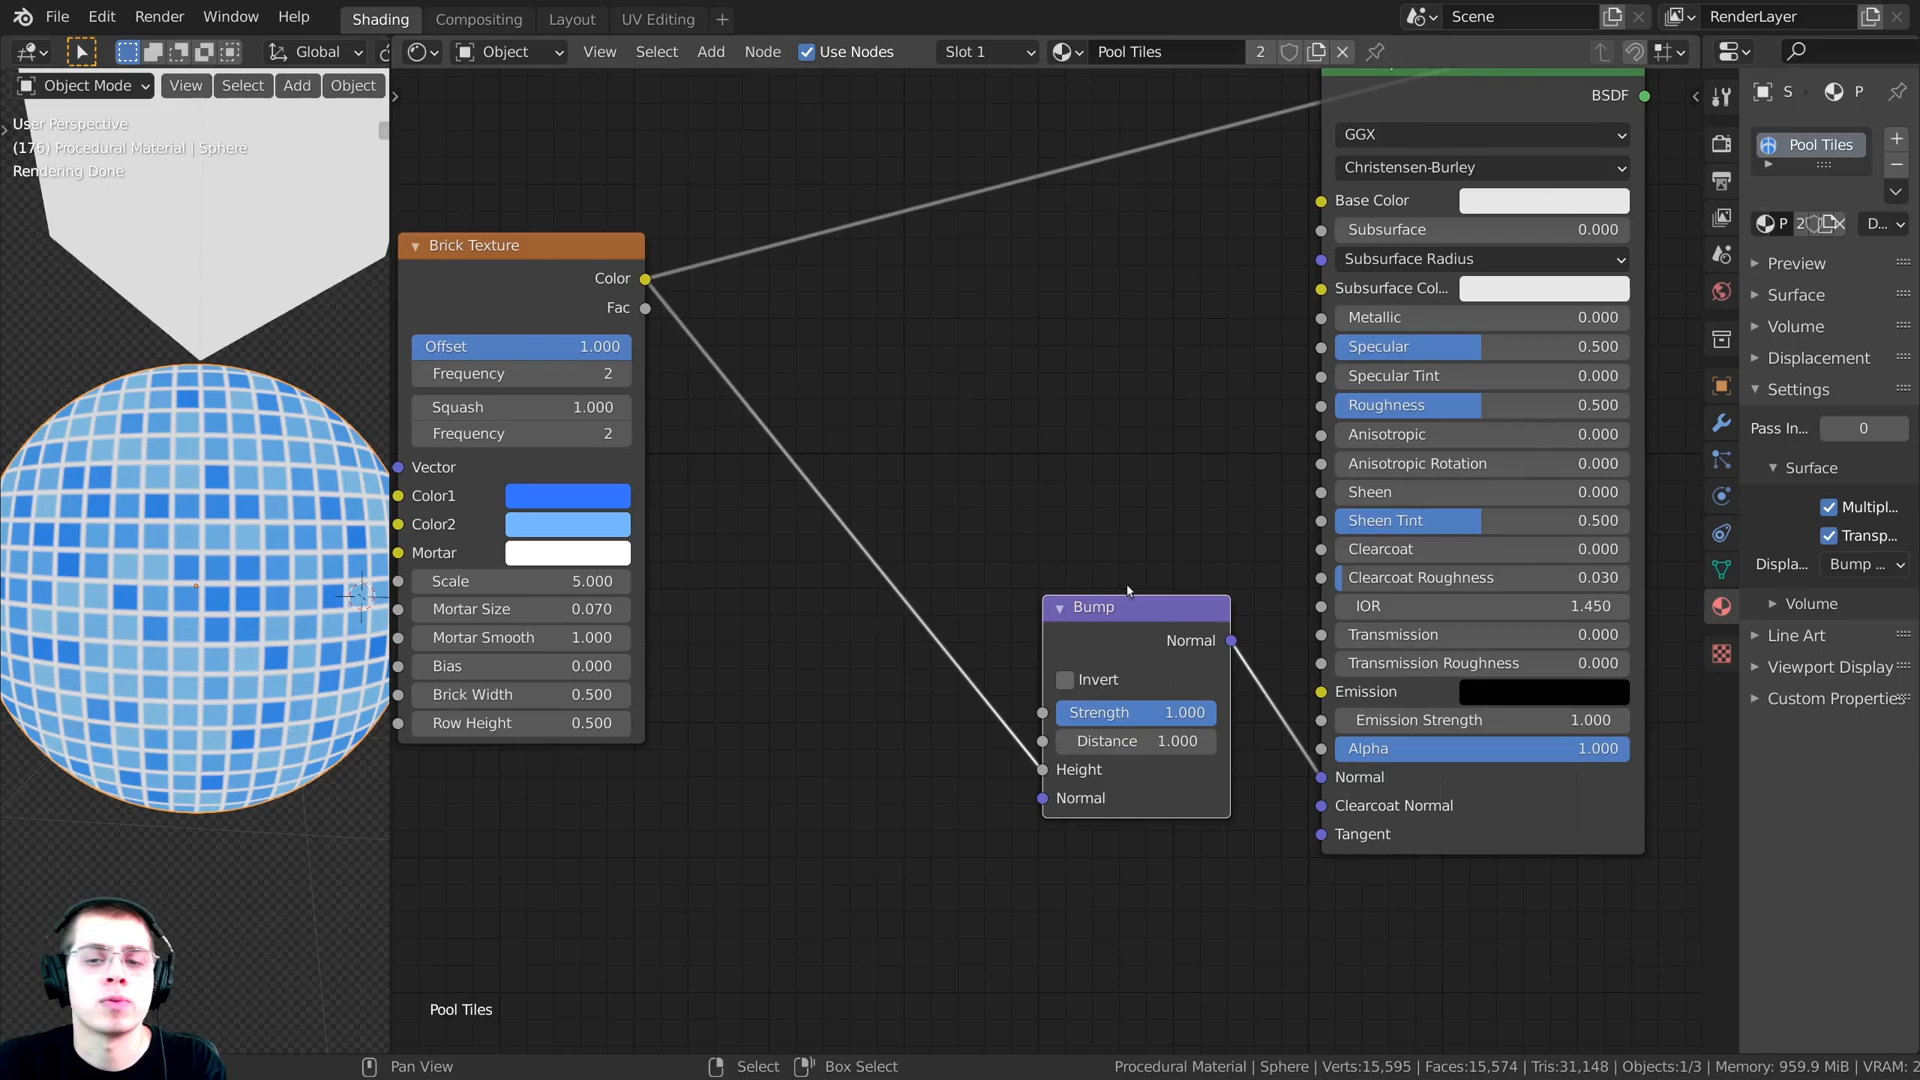 File Edit Render Window Help Shading Compositing Layout UV Editing + Scene RenderLayer
Global Object View Select Add Node Use Nodes Slot 1 Pool Tiles 2
Object Mode View Select Add Object
User Perspective
(176) Procedural Material | Sphere
Rendering Done
Brick Texture
Color
Fac
Offset 1.000
Frequency 2
Squash 1.000
Frequency 2
Vector
Color1
Color2
Mortar
Scale 5.000
Mortar Size 0.070
Mortar Smooth 1.000
Bias 0.000
Brick Width 0.500
Row Height 0.500
Bump
Normal
Invert
Strength 1.000
Distance 1.000
Height
Normal
BSDF
GGX
Christensen-Burley
Base Color
Subsurface 0.000
Subsurface Radius
Subsurface Col...
Metallic 0.000
Specular 0.500
Specular Tint 0.000
Roughness 0.500
Anisotropic 0.000
Anisotropic Rotation 0.000
Sheen 0.000
Sheen Tint 0.500
Clearcoat 0.000
Clearcoat Roughness 0.030
IOR 1.450
Transmission 0.000
Transmission Roughness 0.000
Emission
Emission Strength 1.000
Alpha 1.000
Normal
Clearcoat Normal
Tangent
S P
Pool Tiles
P 2 D...
Preview
Surface
Volume
Displacement
Settings
Pass In... 0
Surface
Multipl...
Transp...
Displa... Bump ...
Volume
Line Art
Viewport Display
Custom Properties
Pool Tiles
Pan View Select Box Select Procedural Material | Sphere | Verts:15,595 | Faces:15,574 | Tris:31,148 | Objects:1/3 | Memory: 959.9 MiB | VRAM: 2